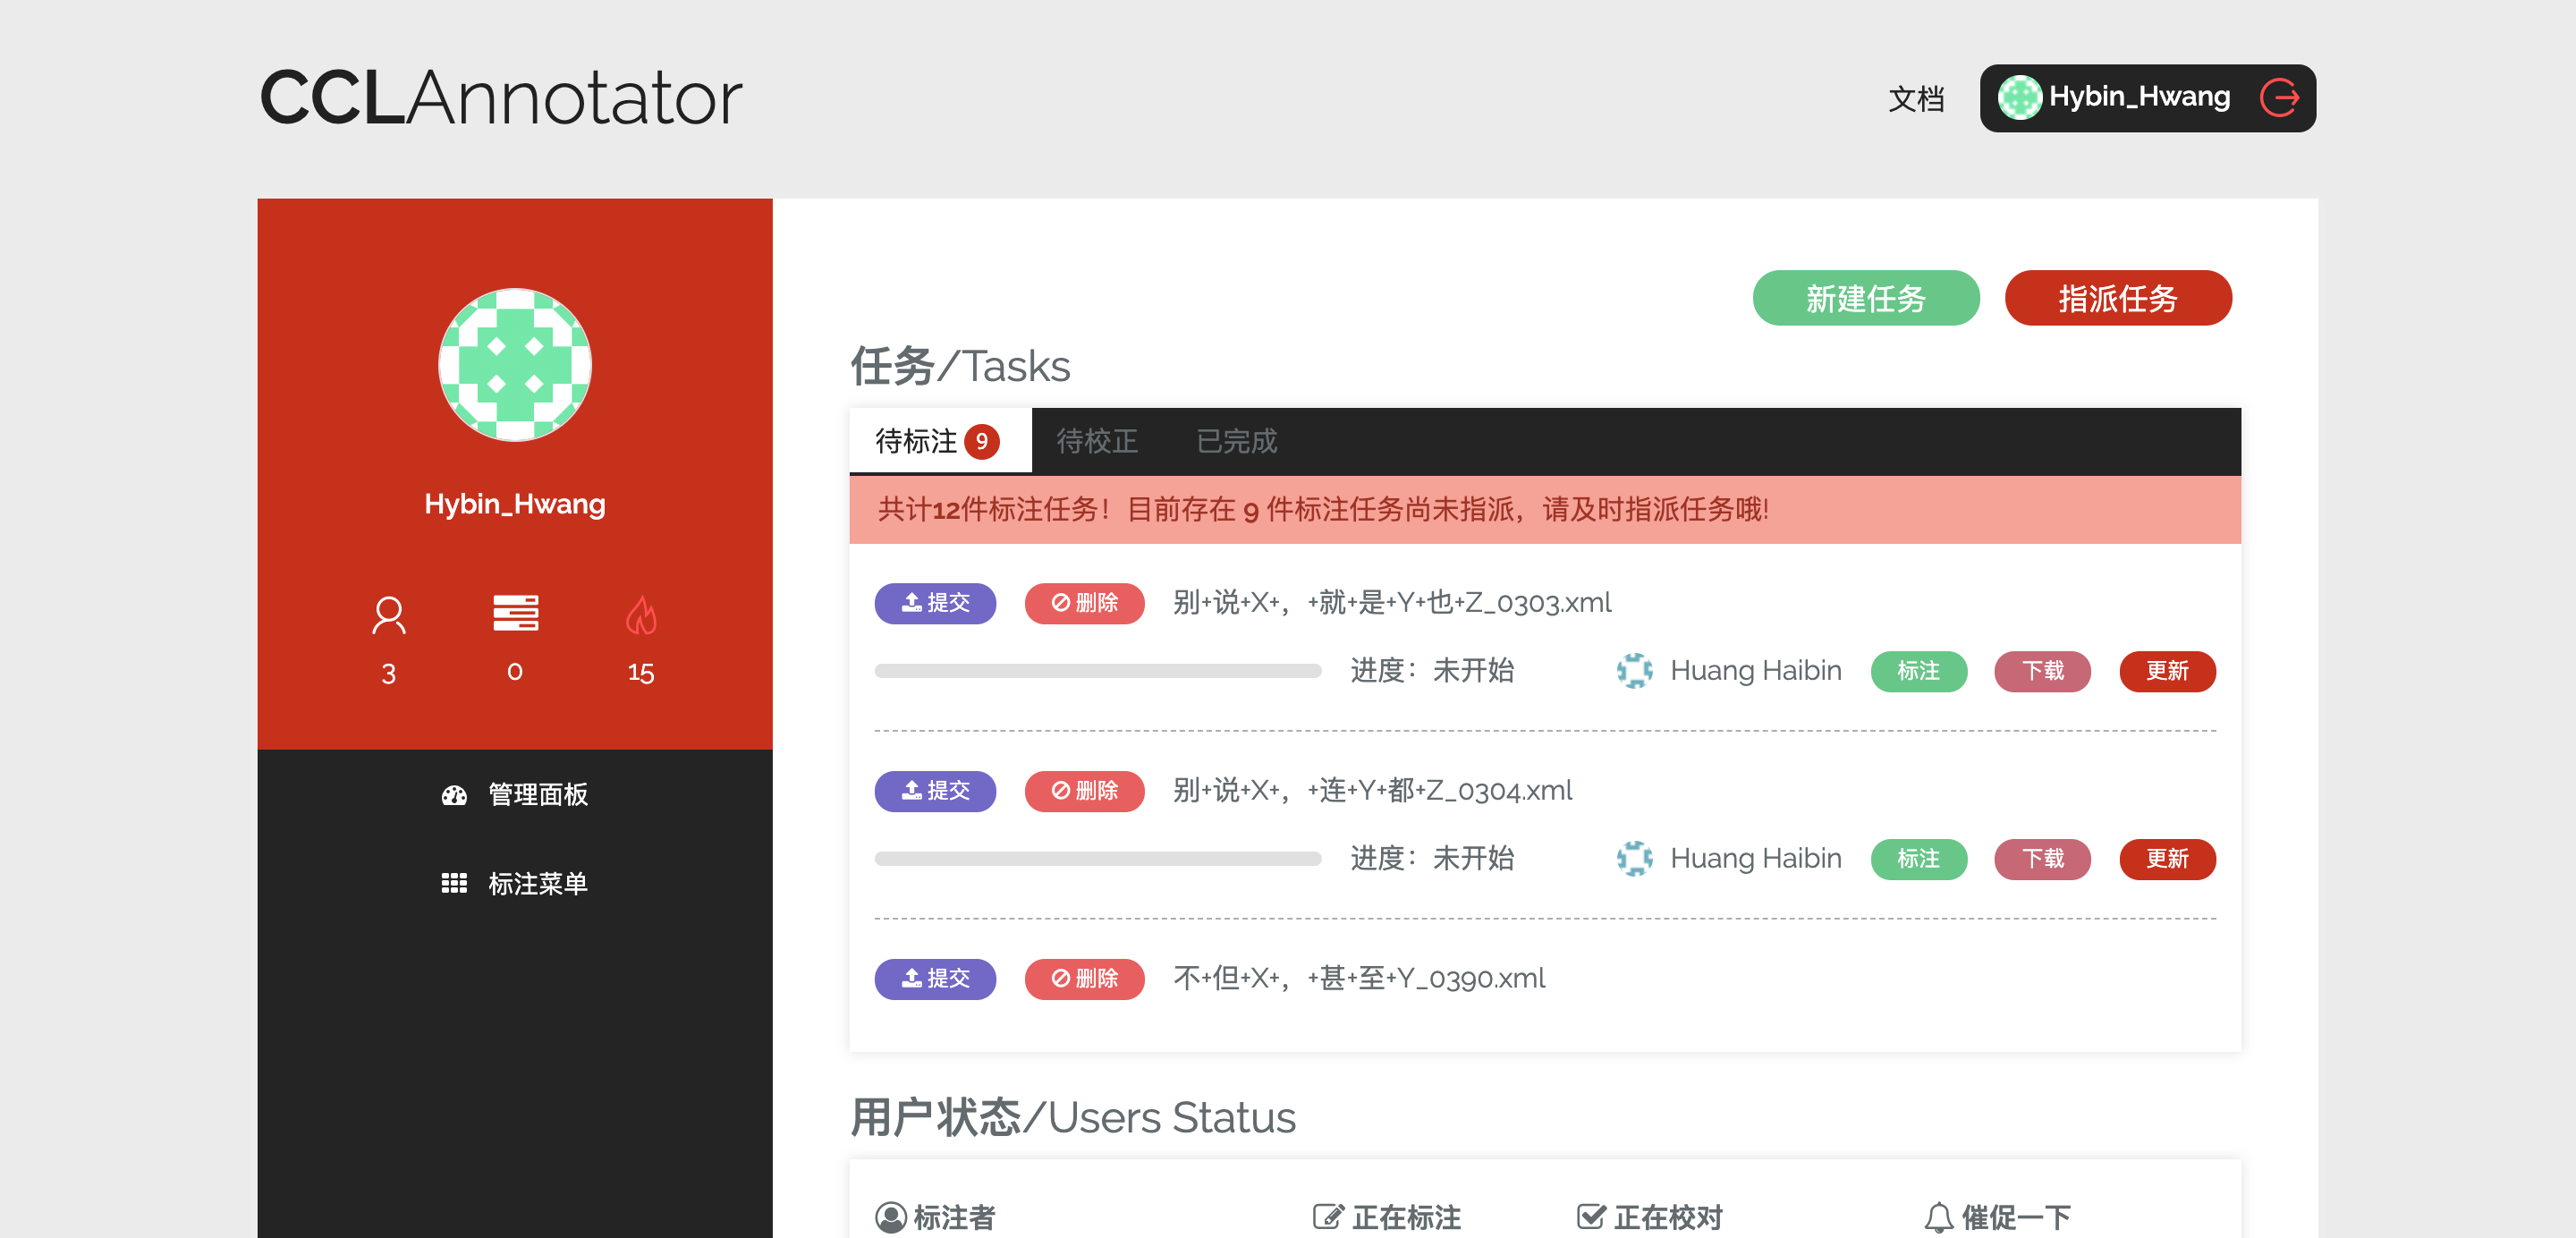 CCLAnnotator
文档 Hybin_Hwang
Hybin_Hwang
3 0 15
管理面板
标注菜单
新建任务 指派任务
任务/Tasks
待标注 9 待校正 已完成
共计12件标注任务！目前存在 9 件标注任务尚未指派，请及时指派任务哦!
提交 删除 别+说+X+，+就+是+Y+也+Z_0303.xml
进度：未开始 Huang Haibin 标注 下载 更新
提交 删除 别+说+X+，+连+Y+都+Z_0304.xml
进度：未开始 Huang Haibin 标注 下载 更新
提交 删除 不+但+X+，+甚+至+Y_0390.xml
用户状态/Users Status
标注者 正在标注 正在校对 催促一下